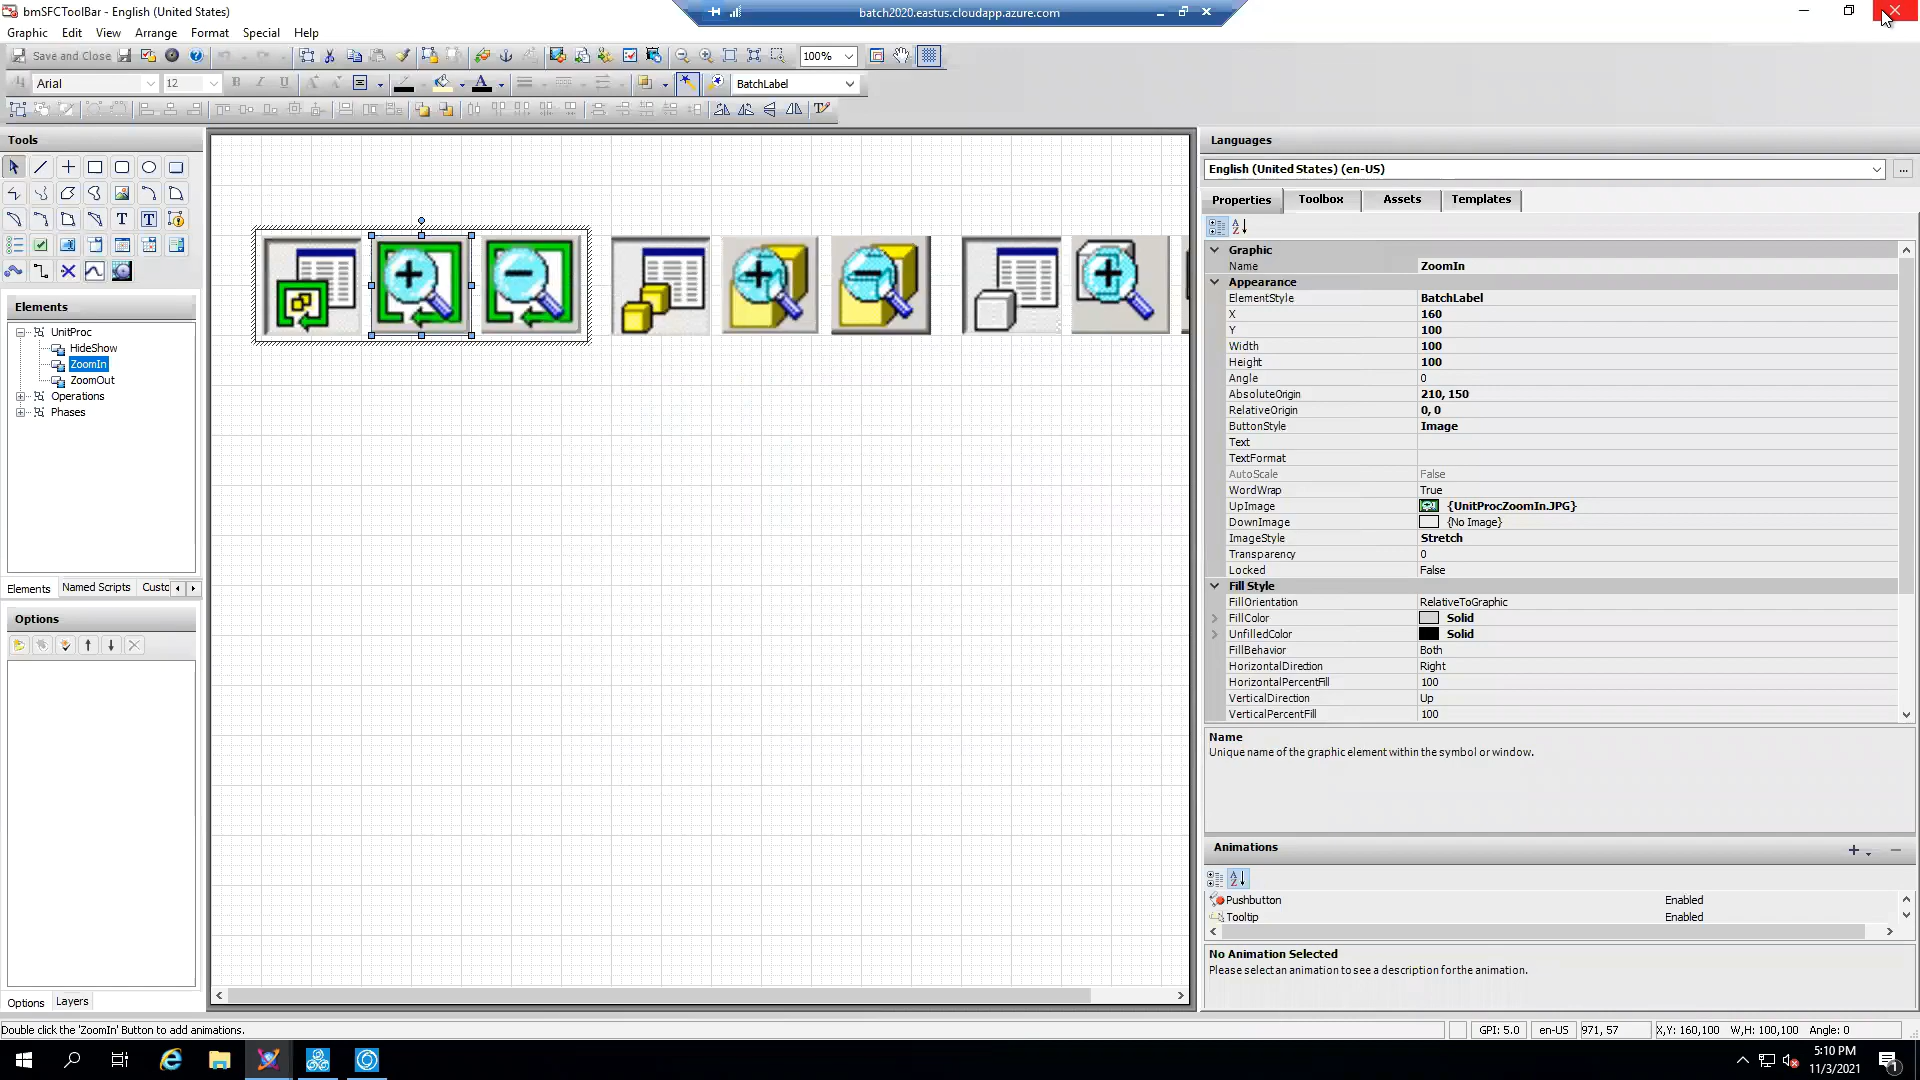 bmSFCToolBar - English (United States)
batch2020.eastus.cloudapp.azure.com
Graphic Edit View Arrange Format Special Help
Save and Close
100%
Arial 12 B I U A BatchLabel
Tools
Elements
UnitProc
HideShow
ZoomIn
ZoomOut
Operations
Phases
Elements Named Scripts Custo
Options
Options Layers
Languages
English (United States) (en-US) ...
Properties Toolbox Assets Templates
Graphic
Name ZoomIn
Appearance
ElementStyle BatchLabel
X 160
Y 100
Width 100
Height 100
Angle 0
AbsoluteOrigin 210, 150
RelativeOrigin 0, 0
ButtonStyle Image
Text
TextFormat
AutoScale False
WordWrap True
UpImage {UnitProcZoomIn.JPG}
DownImage {No Image}
ImageStyle Stretch
Transparency 0
Locked False
Fill Style
FillOrientation RelativeToGraphic
FillColor Solid
UnfilledColor Solid
FillBehavior Both
HorizontalDirection Right
HorizontalPercentFill 100
VerticalDirection Up
VerticalPercentFill 100
Name
Unique name of the graphic element within the symbol or window.
Animations
Pushbutton Enabled
Tooltip Enabled
No Animation Selected
Please select an animation to see a description for the animation.
Double click the 'ZoomIn' Button to add animations.
GPI: 5.0 en-US 971, 57 X,Y: 160,100 W,H: 100,100 Angle: 0
5:10 PM
11/3/2021
1